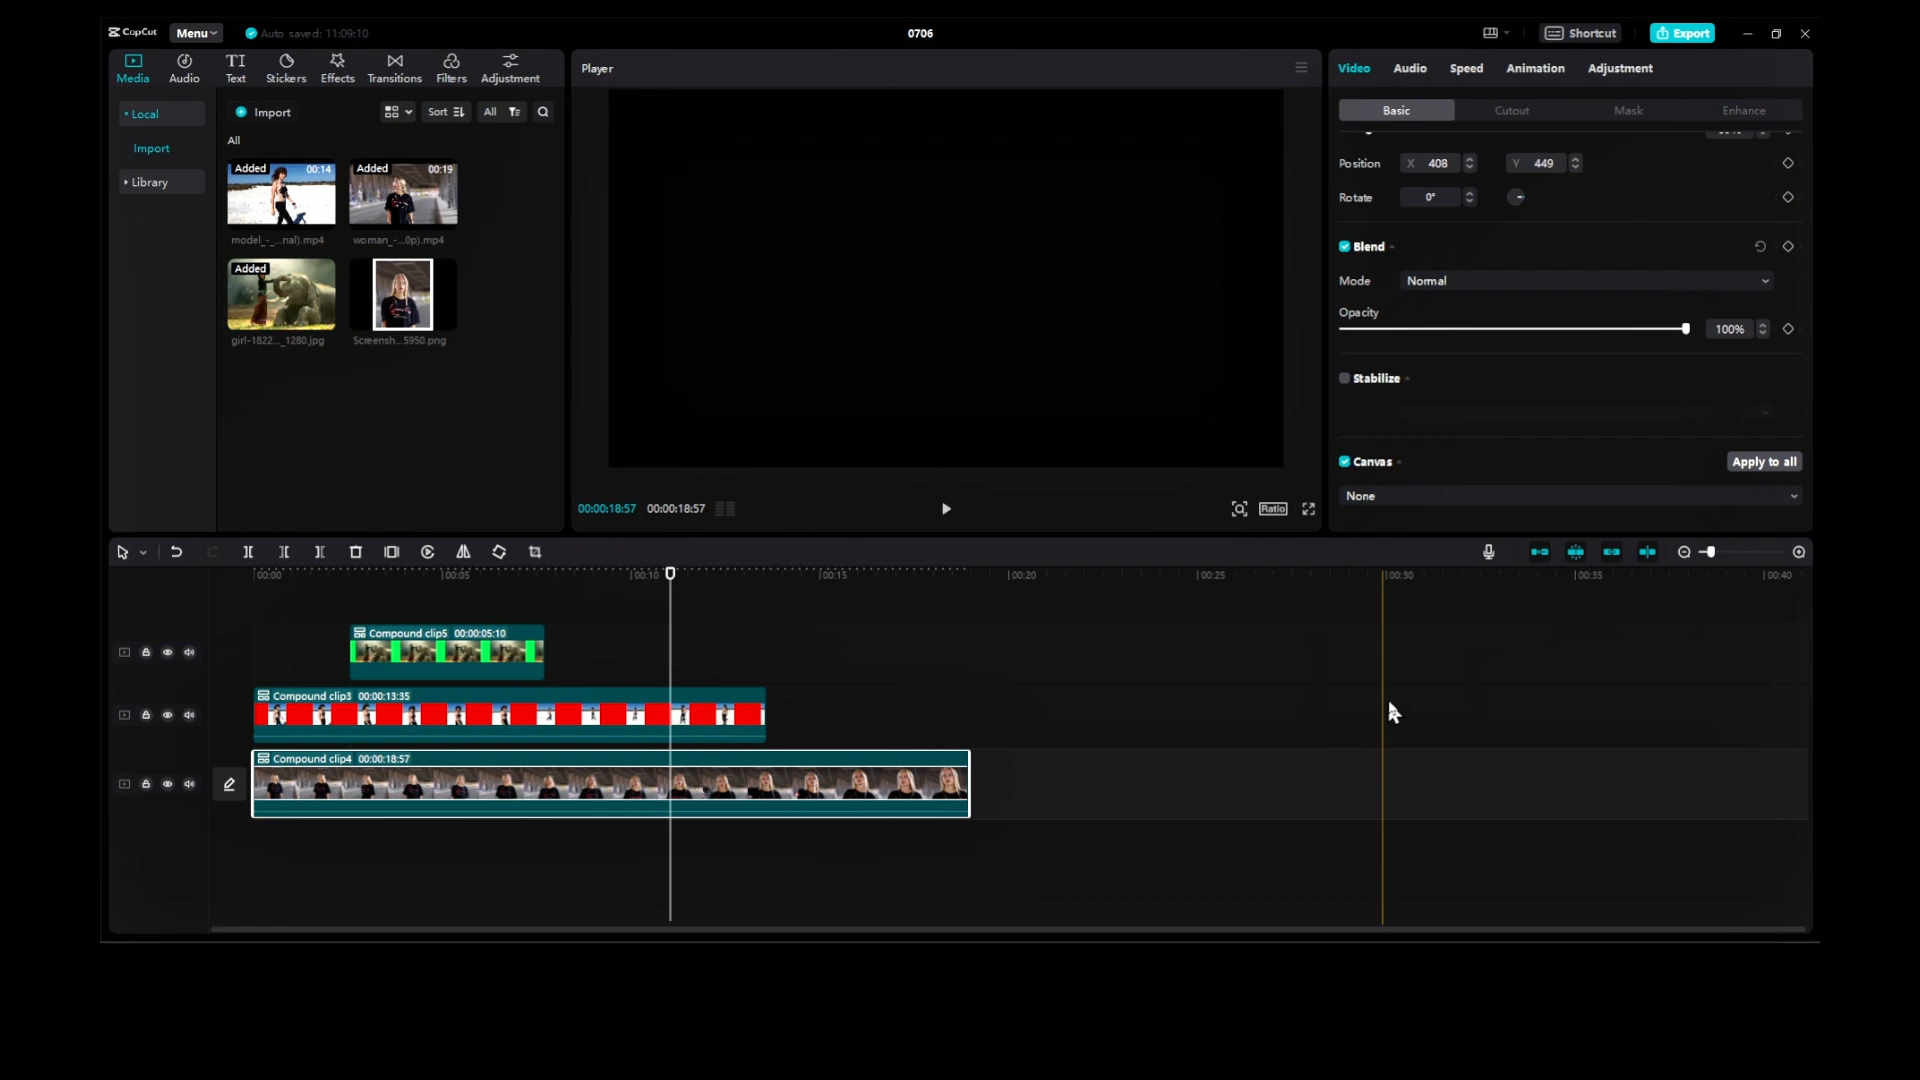 CapCut Menu Auto saved: 11:09:10 0706 Shortcut Export
Media Audio Text Stickers Effects Transitions Filters Adjustment
Player
Video Audio Speed Animation Adjustment
Local
Import
Library
Import Sort All
All
Added 00:14
Added 00:19
model_-_...nal).mp4
woman_-...0p).mp4
Added
girl-1822..._1280.jpg
Screensh...5950.png
00:00:18:57 00:00:18:57
Ratio
Basic Cutout Mask Enhance
Position X 408 Y 449
Rotate 0°
Blend
Mode Normal
Opacity
100%
Stabilize
Canvas Apply to all
None
00:00 00:05 00:10 00:15 00:20 00:25 00:30 00:35 00:40
Compound clip5 00:00:05:10
Compound clip3 00:00:13:35
Compound clip4 00:00:18:57